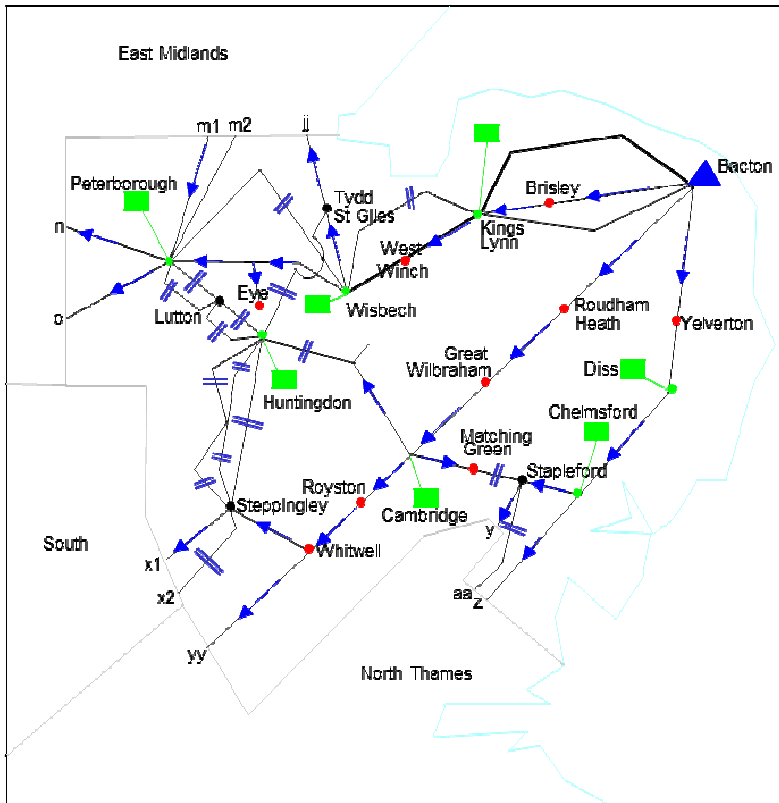 East Midlands
m1 m2 jj
Bacton
Peterborough
Brisley
Tydd
St Giles
n
Kings
Lynn
West
Winch
Eye
Wisbech
Lutton
Roudham
Heath
Yelverton
o
Great
Wilbraham
Diss
Huntingdon
Chelmsford
Matching
Green
Stapleford
Royston
Steppingley
Cambridge
y
South
Whitwell
x1
x2
aa
z
yy
North Thames